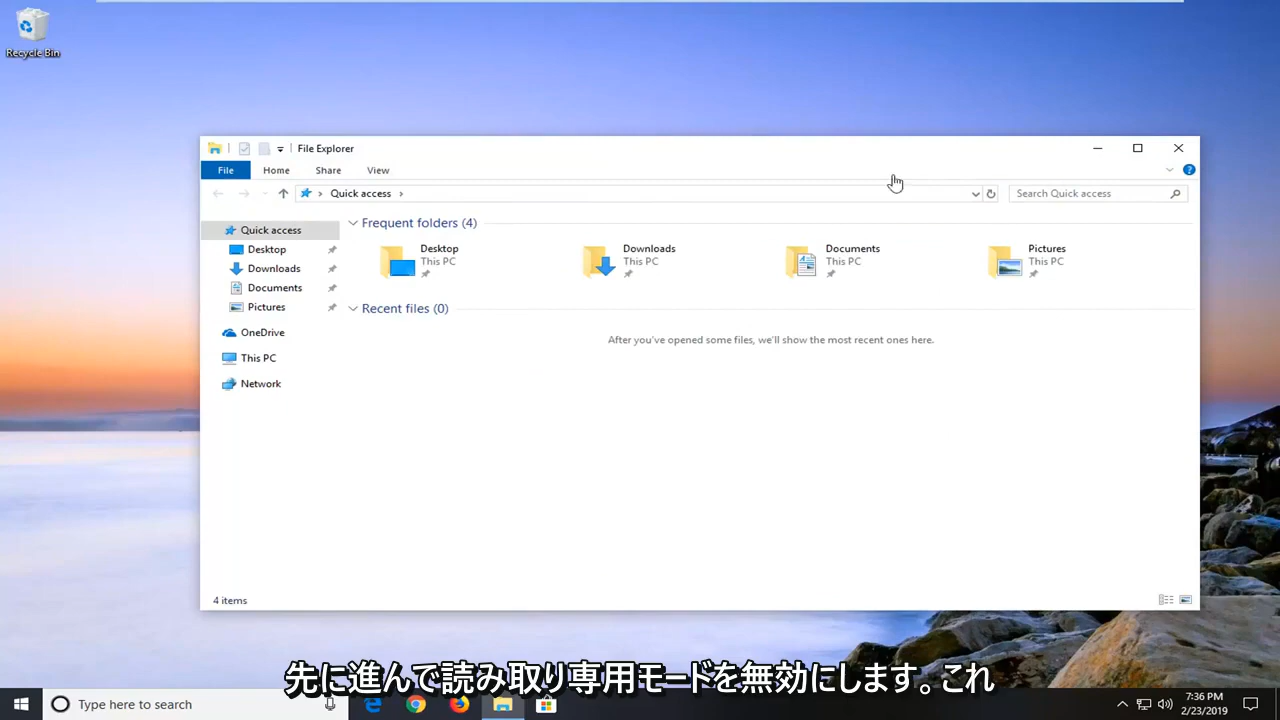 Recycle Bin
File Explorer
File Home Share View
Quick access
Search Quick access
Quick access
Desktop
Downloads
Documents
Pictures
OneDrive
This PC
Network
Frequent folders (4)
Desktop
This PC
Downloads
This PC
Documents
This PC
Pictures
This PC
Recent files (0)
After you've opened some files, we'll show the most recent ones here.
4 items
先に進んで読み取り専用モードを無効にします。これ
Type here to search
7:36 PM
2/23/2019